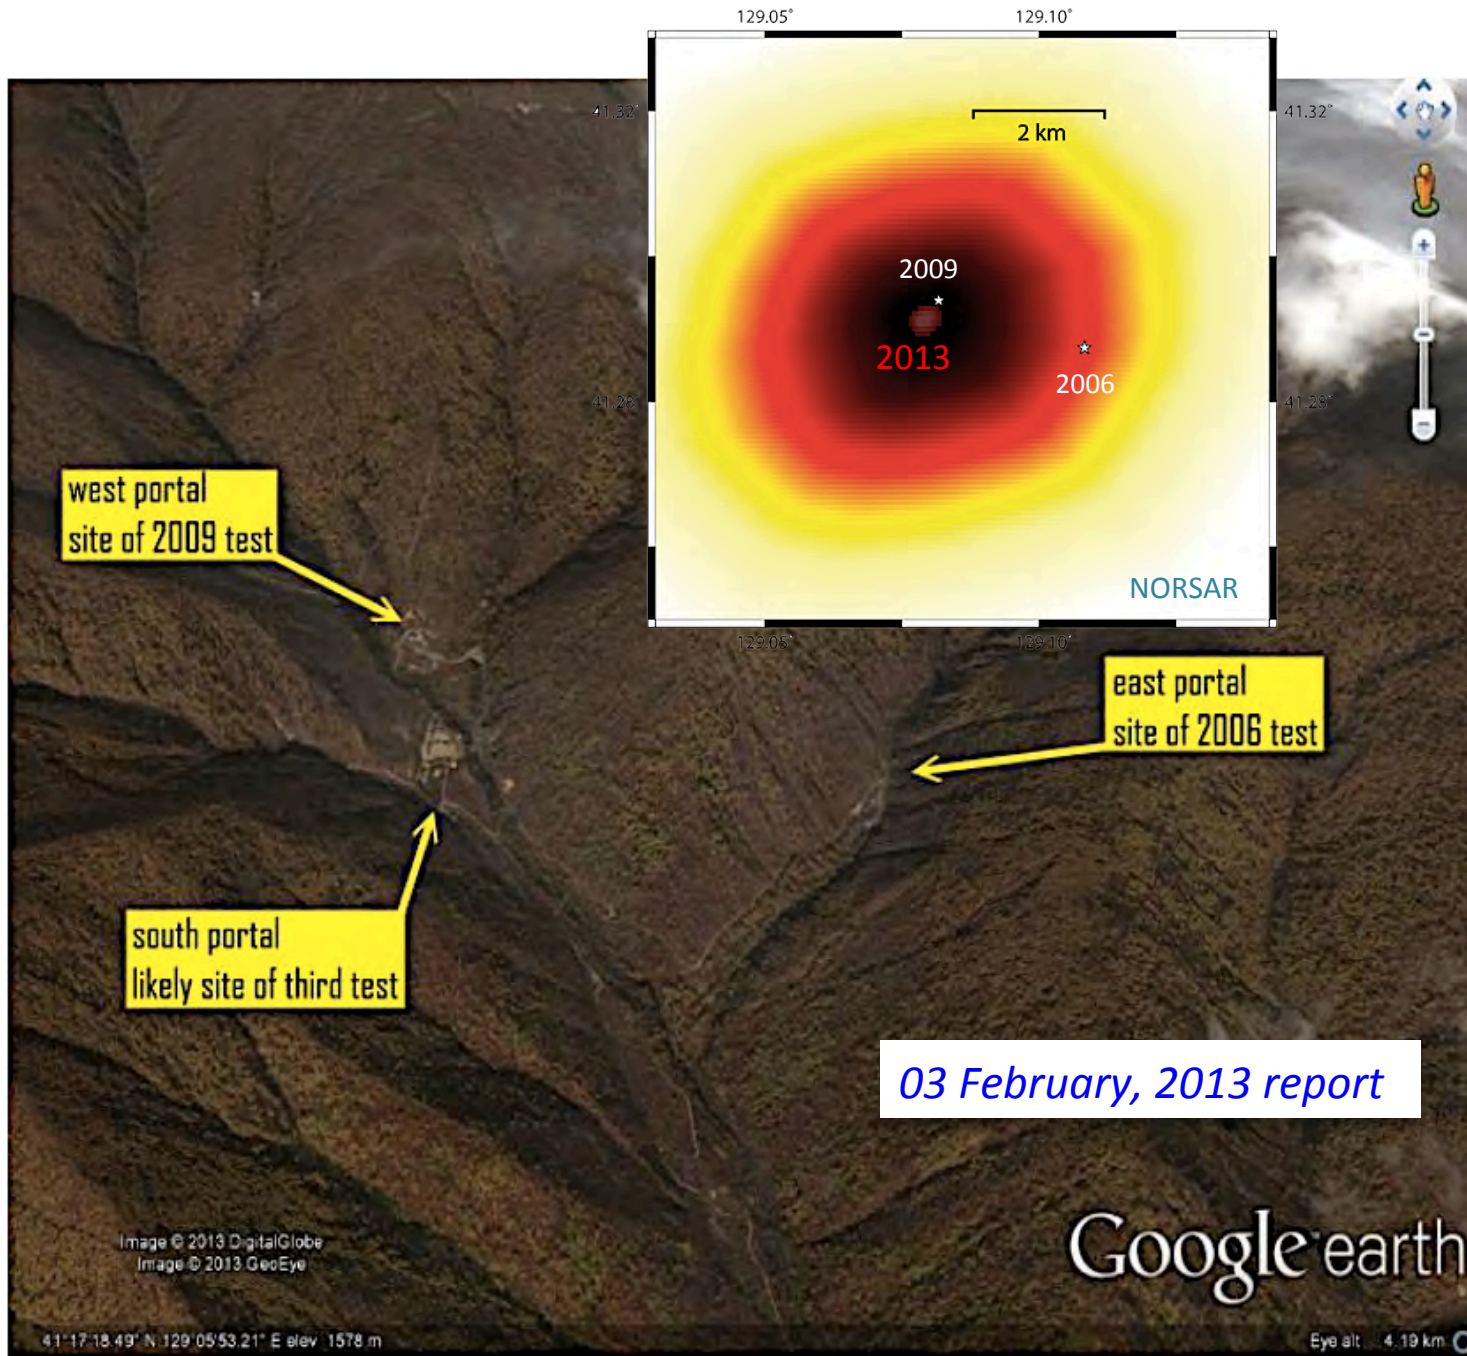 129.05°
129.10°
41.32°
41.32°
2 km
2009
2013
2006
41.28°
41.28°
NORSAR
129.05°
129.10°
west portal
site of 2009 test
east portal
site of 2006 test
south portal
likely site of third test
03 February, 2013 report
Image © 2013 DigitalGlobe
Image © 2013 GeoEye
Google earth
41°17'18.49" N 129°05'53.21" E elev 1578 m
Eye alt 4.19 km